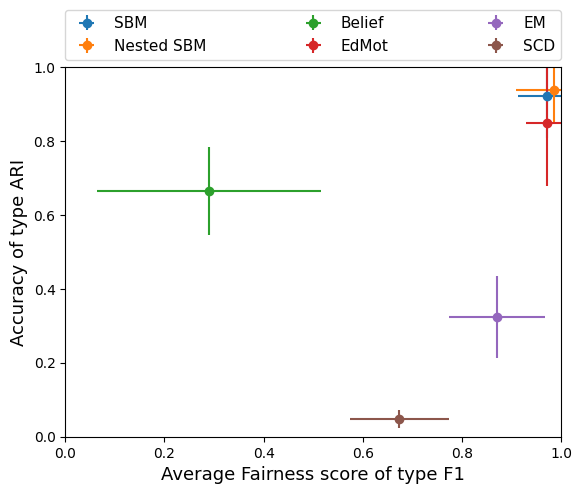 SBM Belief EM
Nested SBM EdMot SCD
1.0
0.8
0.6
0.4
0.2
0.0
Accuracy of type ARI
0.0 0.2 0.4 0.6 0.8 1.0
Average Fairness score of type F1